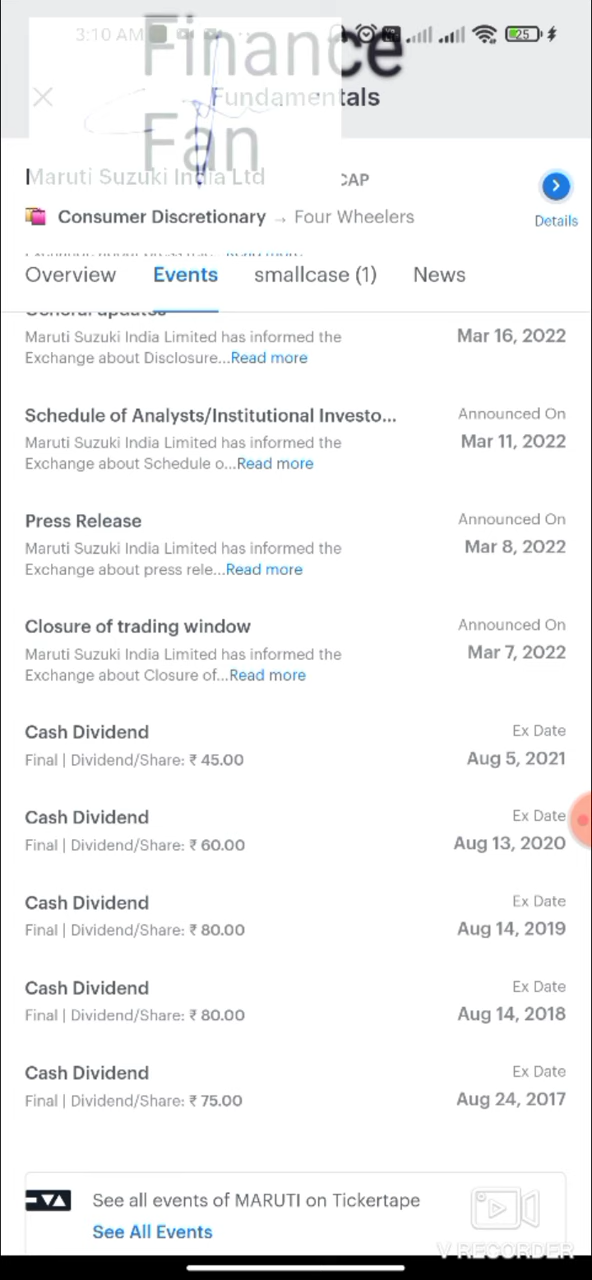 3:10 AM
25
Finance
Fundamentals
Fan
Maruti Suzuki India Ltd
CAP
Consumer Discretionary → Four Wheelers
Details
Read more
Overview
Events
smallcase (1)
News
General updates
Maruti Suzuki India Limited has informed the
Mar 16, 2022
Exchange about Disclosure...Read more
Schedule of Analysts/Institutional Investo...
Announced On
Maruti Suzuki India Limited has informed the
Mar 11, 2022
Exchange about Schedule o...Read more
Press Release
Announced On
Maruti Suzuki India Limited has informed the
Mar 8, 2022
Exchange about press rele...Read more
Closure of trading window
Announced On
Maruti Suzuki India Limited has informed the
Mar 7, 2022
Exchange about Closure of...Read more
Cash Dividend
Ex Date
Final | Dividend/Share: ₹ 45.00
Aug 5, 2021
Cash Dividend
Ex Date
Final | Dividend/Share: ₹ 60.00
Aug 13, 2020
Cash Dividend
Ex Date
Final | Dividend/Share: ₹ 80.00
Aug 14, 2019
Cash Dividend
Ex Date
Final | Dividend/Share: ₹ 80.00
Aug 14, 2018
Cash Dividend
Ex Date
Final | Dividend/Share: ₹ 75.00
Aug 24, 2017
See all events of MARUTI on Tickertape
See All Events
V RECORDER